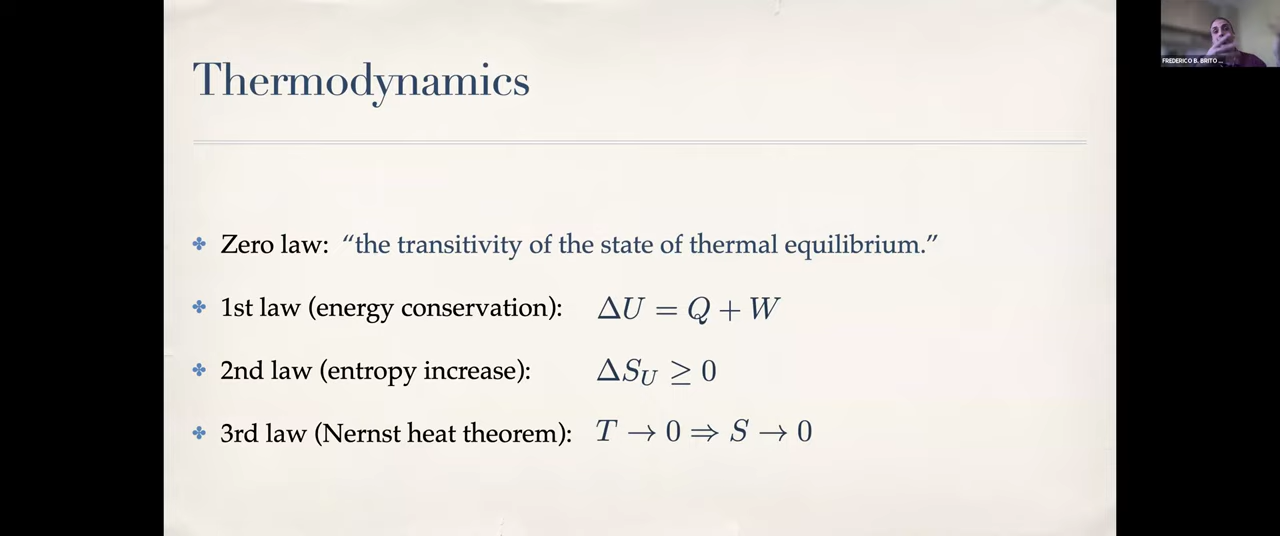 Thermodynamics
FREDERICO B. BRITO ...
✤ Zero law: “the transitivity of the state of thermal equilibrium.”
✤ 1st law (energy conservation): ΔU = Q + W
✤ 2nd law (entropy increase): ΔS_U ≥ 0
✤ 3rd law (Nernst heat theorem): T → 0 ⇒ S → 0